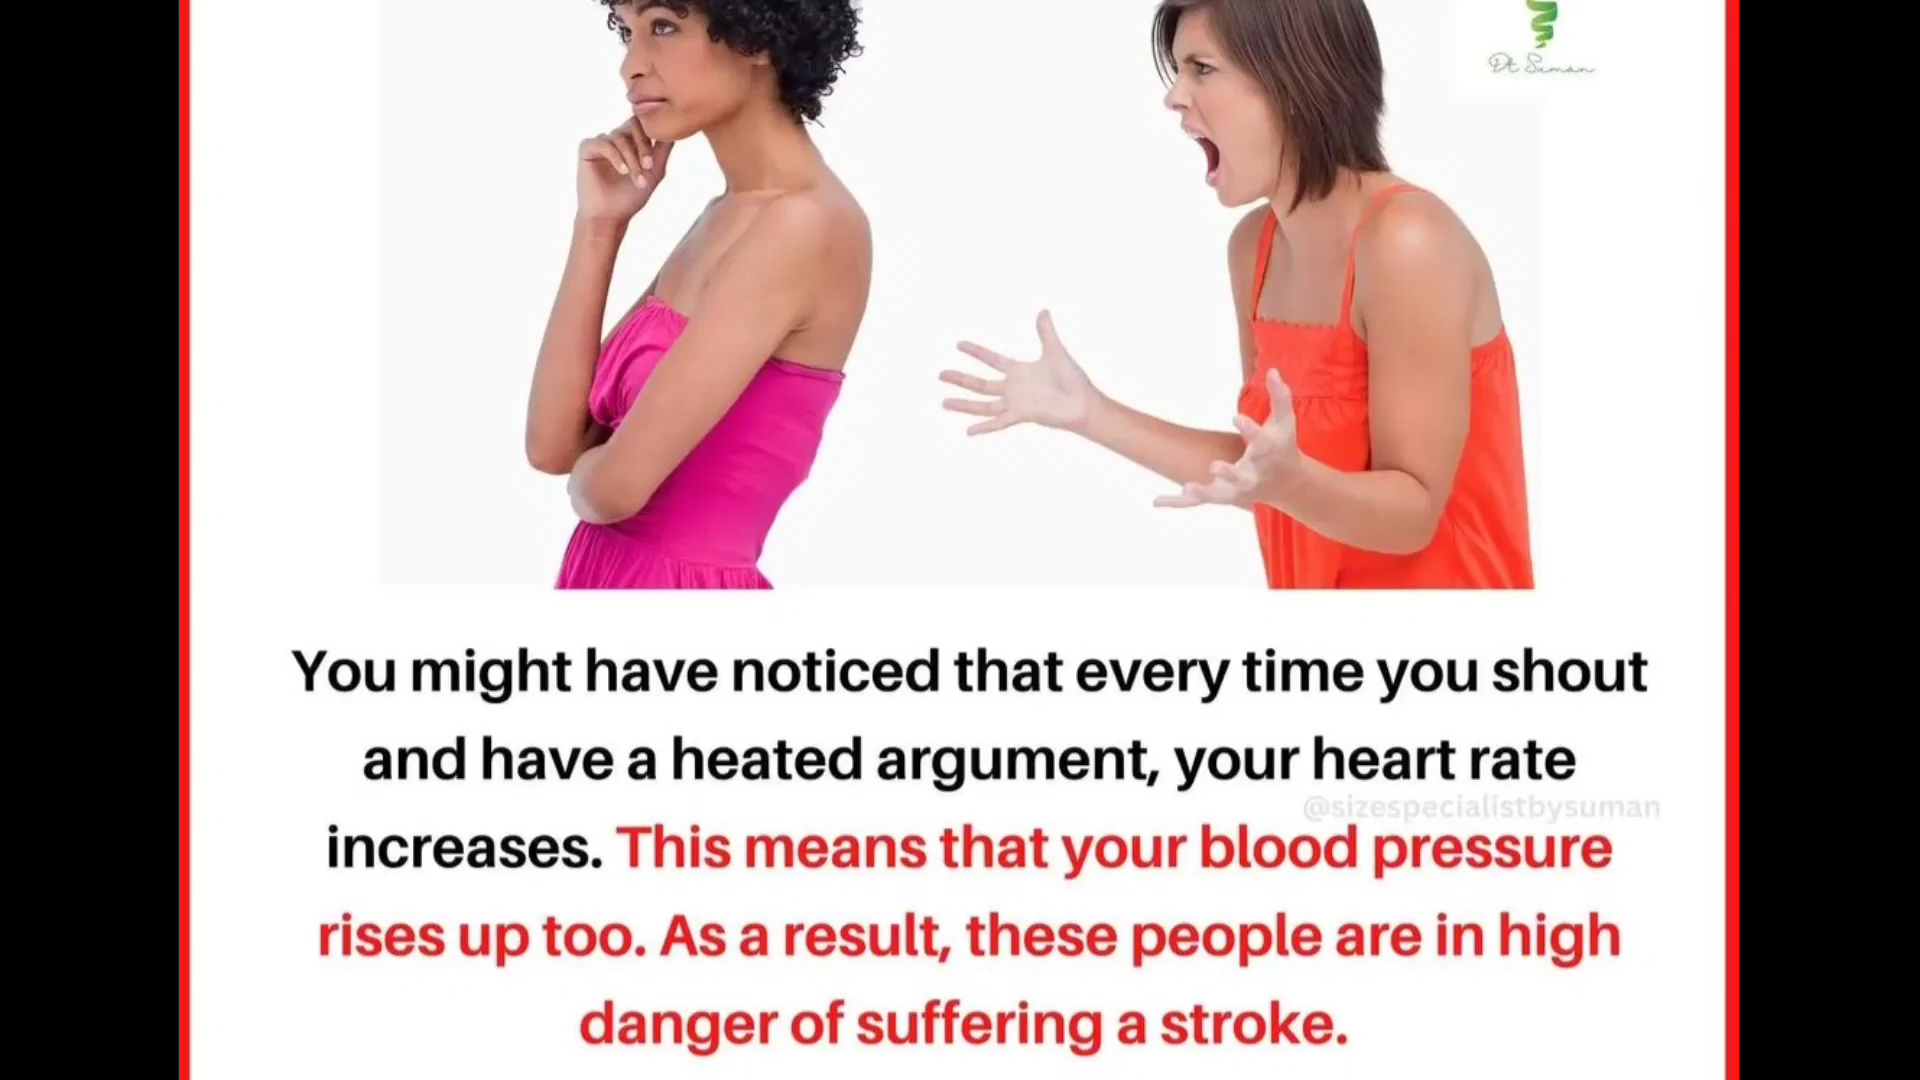 Dt Suman
You might have noticed that every time you shout
and have a heated argument, your heart rate
@sizespecialistbysuman
increases. This means that your blood pressure
rises up too. As a result, these people are in high
danger of suffering a stroke.